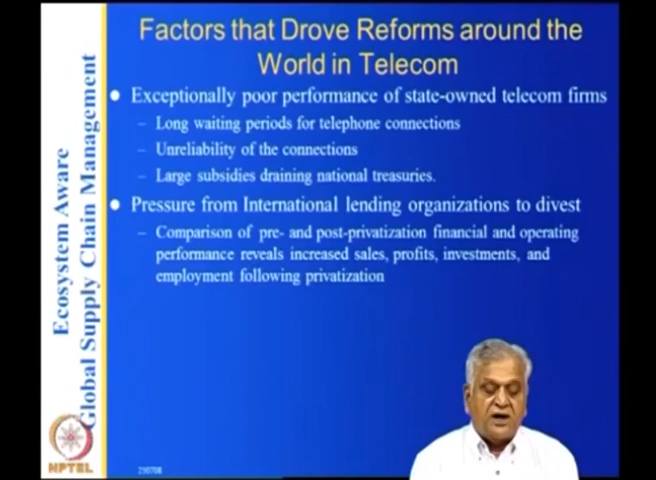 Factors that Drove Reforms around the
World in Telecom
Exceptionally poor performance of state-owned telecom firms
– Long waiting periods for telephone connections
– Unreliability of the connections
– Large subsidies draining national treasuries.
Pressure from International lending organizations to divest
– Comparison of pre- and post-privatization financial and operating
performance reveals increased sales, profits, investments, and
employment following privatization
Ecosystem Aware
Global Supply Chain Management
NPTEL